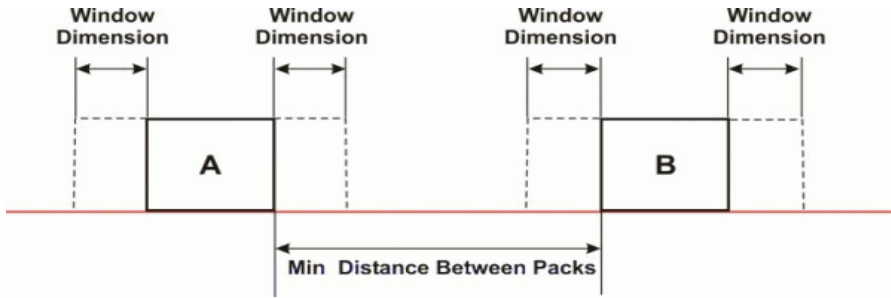 Window Window Window Window
Dimension Dimension Dimension Dimension
A B
Min Distance Between Packs